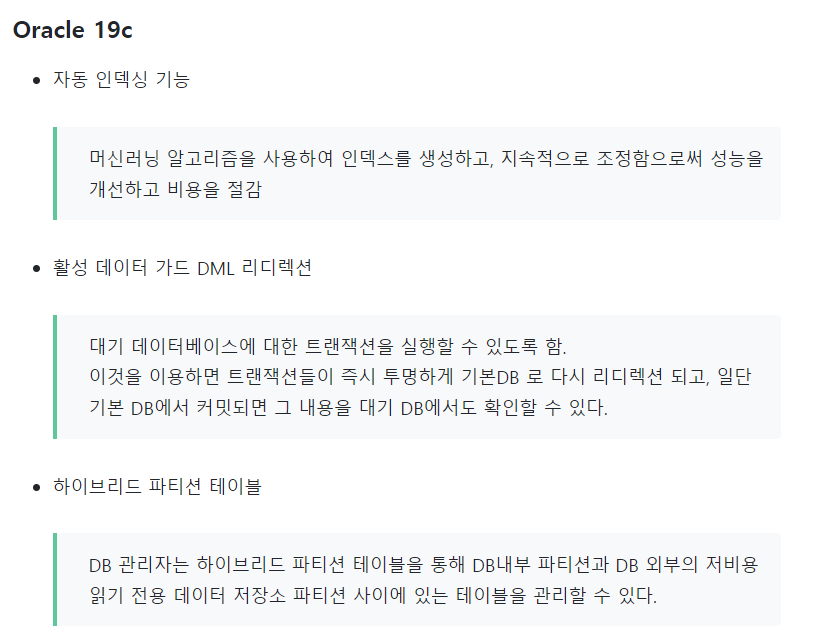 Oracle 19c
자동 인덱싱 기능
머신러닝 알고리즘을 사용하여 인덱스를 생성하고, 지속적으로 조정함으로써 성능을
개선하고 비용을 절감
활성 데이터 가드 DML 리디렉션
대기 데이터베이스에 대한 트랜잭션을 실행할 수 있도록 함.
이것을 이용하면 트랜잭션들이 즉시 투명하게 기본DB 로 다시 리디렉션 되고, 일단
기본 DB에서 커밋되면 그 내용을 대기 DB에서도 확인할 수 있다.
하이브리드 파티션 테이블
DB 관리자는 하이브리드 파티션 테이블을 통해 DB내부 파티션과 DB 외부의 저비용
읽기 전용 데이터 저장소 파티션 사이에 있는 테이블을 관리할 수 있다.